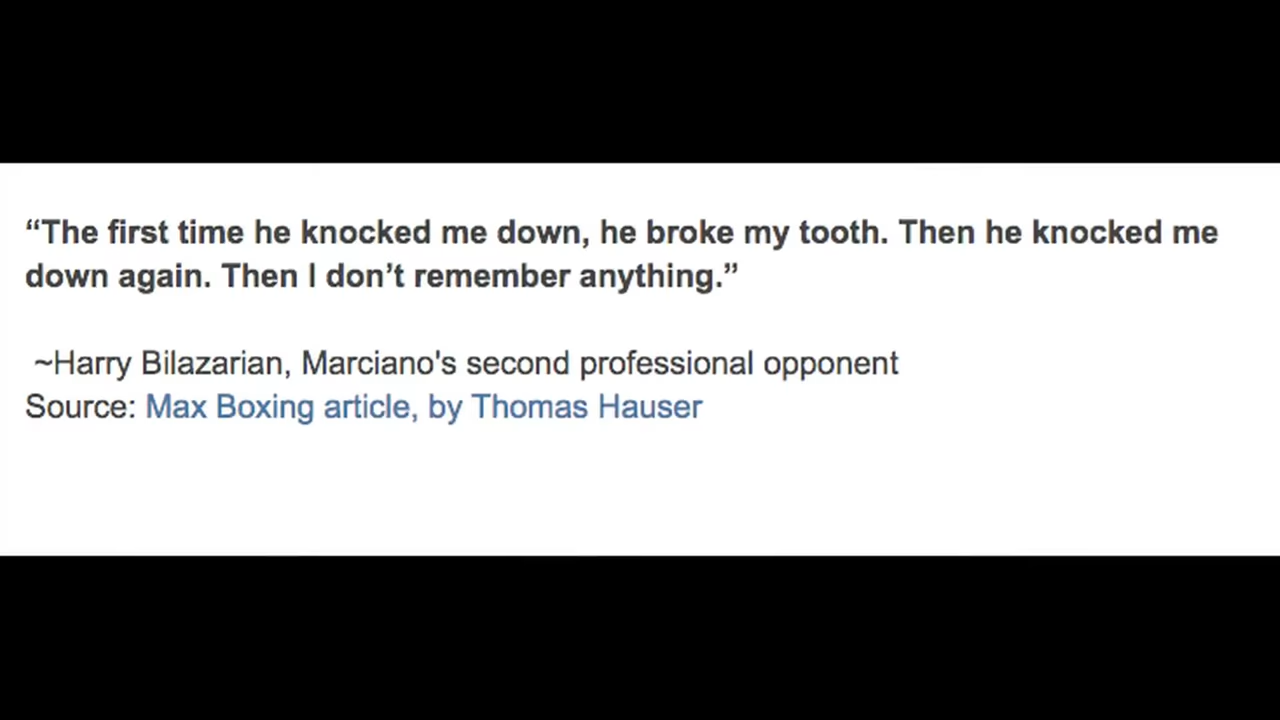 “The first time he knocked me down, he broke my tooth. Then he knocked me
down again. Then I don’t remember anything.”
~Harry Bilazarian, Marciano's second professional opponent
Source: Max Boxing article, by Thomas Hauser